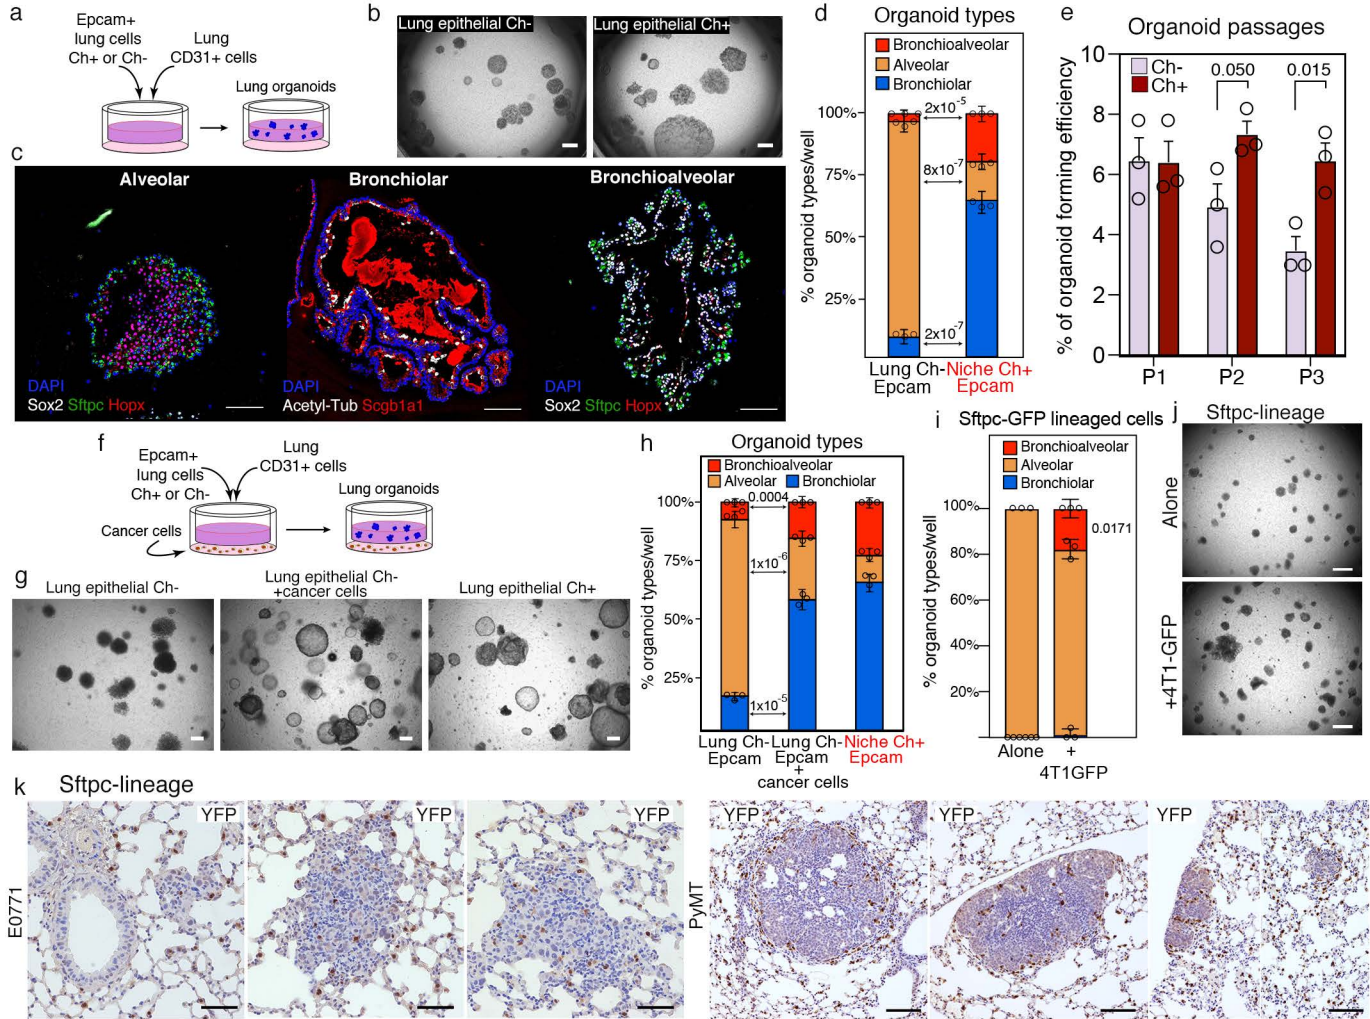 a
Epcam+
lung cells
Ch+ or Ch-
Lung
CD31+ cells
Lung organoids
b
Lung epithelial Ch-
Lung epithelial Ch+
c
Alveolar
DAPI
Sox2 Sftpc Hopx
Bronchiolar
DAPI
Acetyl-Tub Scgb1a1
Bronchioalveolar
DAPI
Sox2 Sftpc Hopx
d
Organoid types
Bronchioalveolar
Alveolar
Bronchiolar
% organoid types/well
100%
75%
50%
25%
2x10-5
8x10-7
2x10-7
Lung Ch-
Epcam
Niche Ch+
Epcam
e
Organoid passages
% of organoid forming efficiency
10
8
6
4
2
0
Ch-
Ch+
0.050
0.015
P1
P2
P3
f
Epcam+
lung cells
Ch+ or Ch-
Lung
CD31+ cells
Cancer cells
Lung organoids
g
Lung epithelial Ch-
Lung epithelial Ch-
+cancer cells
Lung epithelial Ch+
h
Organoid types
Bronchioalveolar
Alveolar
Bronchiolar
% organoid types/well
100%
75%
50%
25%
0.0004
1x10-6
1x10-5
Lung Ch-
Epcam
Lung Ch-
Epcam
+
cancer cells
Niche Ch+
Epcam
i
Sftpc-GFP lineaged cells
Bronchioalveolar
Alveolar
Bronchiolar
% organoid types/well
100%
80%
60%
40%
20%
0.0171
Alone
+
4T1GFP
j
Sftpc-lineage
Alone
+4T1-GFP
k
Sftpc-lineage
E0771
YFP
YFP
YFP
PyMT
YFP
YFP
YFP